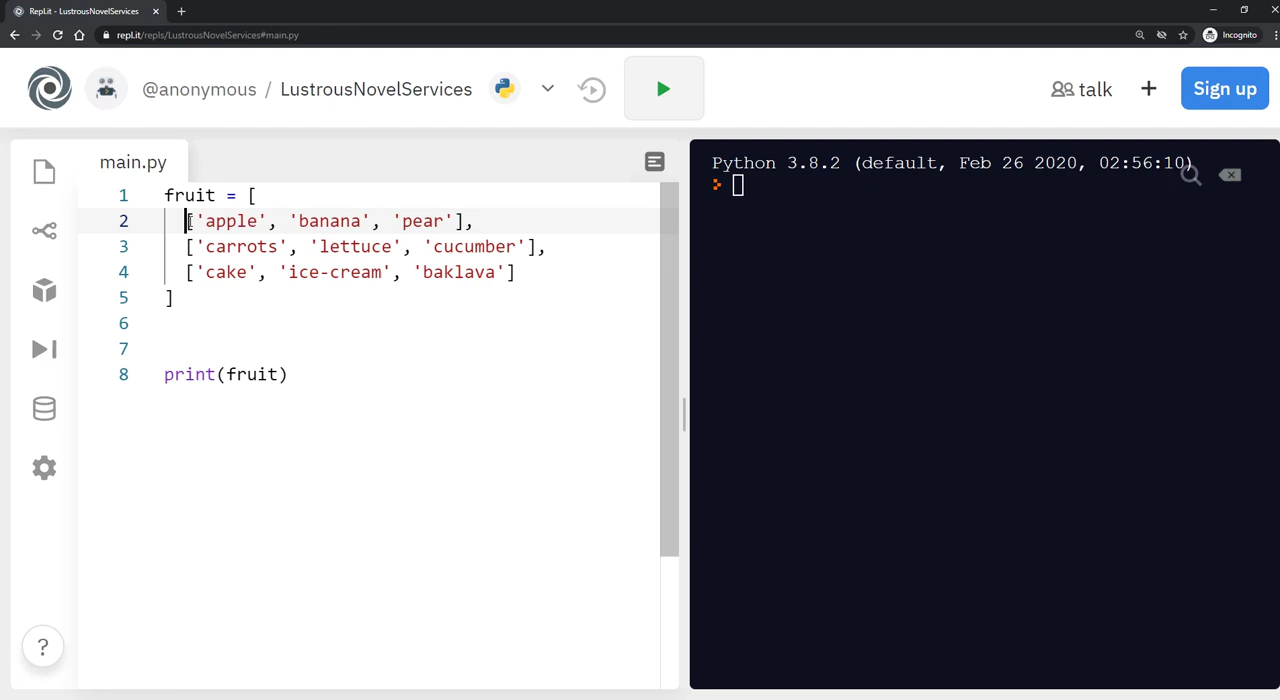 Repl.it - LustrousNovelServices
repl.it/repls/LustrousNovelServices#main.py
Incognito
@anonymous / LustrousNovelServices
talk
Sign up
main.py
1 fruit = [
2 ['apple', 'banana', 'pear'],
3 ['carrots', 'lettuce', 'cucumber'],
4 ['cake', 'ice-cream', 'baklava']
5 ]
6
7
8 print(fruit)
Python 3.8.2 (default, Feb 26 2020, 02:56:10)
>
?